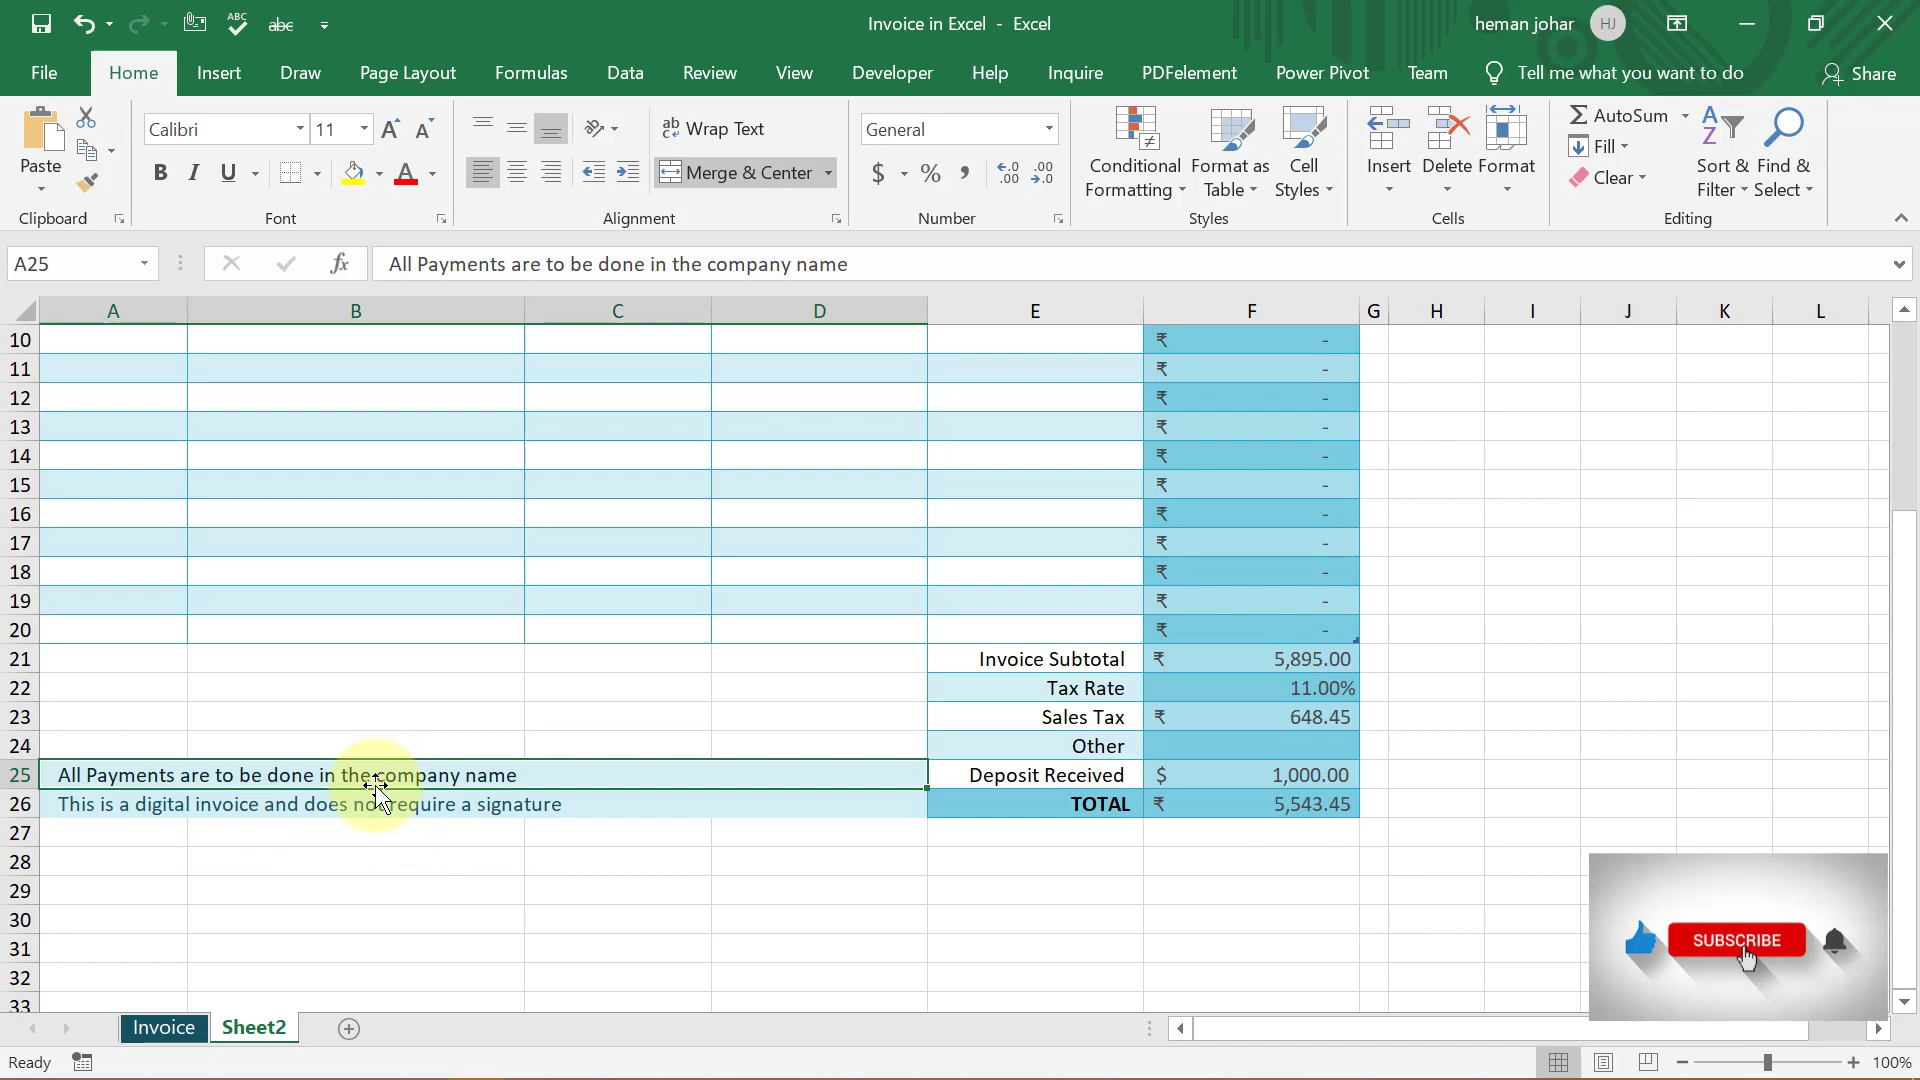 Invoice in Excel - Excel
heman johar HJ
File Home Insert Draw Page Layout Formulas Data Review View Developer Help Inquire PDFelement Power Pivot Team Tell me what you want to do Share
Paste
Clipboard
Calibri 11
B I U
Font
Wrap Text
Merge & Center
Alignment
General
$ % ,
Number
Conditional Formatting
Format as Table
Cell Styles
Styles
Insert Delete Format
Cells
AutoSum
Fill
Clear
Sort & Filter
Find & Select
Editing
A25 fx All Payments are to be done in the company name
A B C D E F G H I J K L
10 ₹ -
11 ₹ -
12 ₹ -
13 ₹ -
14 ₹ -
15 ₹ -
16 ₹ -
17 ₹ -
18 ₹ -
19 ₹ -
20 ₹ -
21 Invoice Subtotal ₹ 5,895.00
22 Tax Rate 11.00%
23 Sales Tax ₹ 648.45
24 Other
25 All Payments are to be done in the company name Deposit Received $ 1,000.00
26 This is a digital invoice and does not require a signature TOTAL ₹ 5,543.45
27
28
29
30
31
32
33
SUBSCRIBE
Invoice Sheet2
Ready 100%